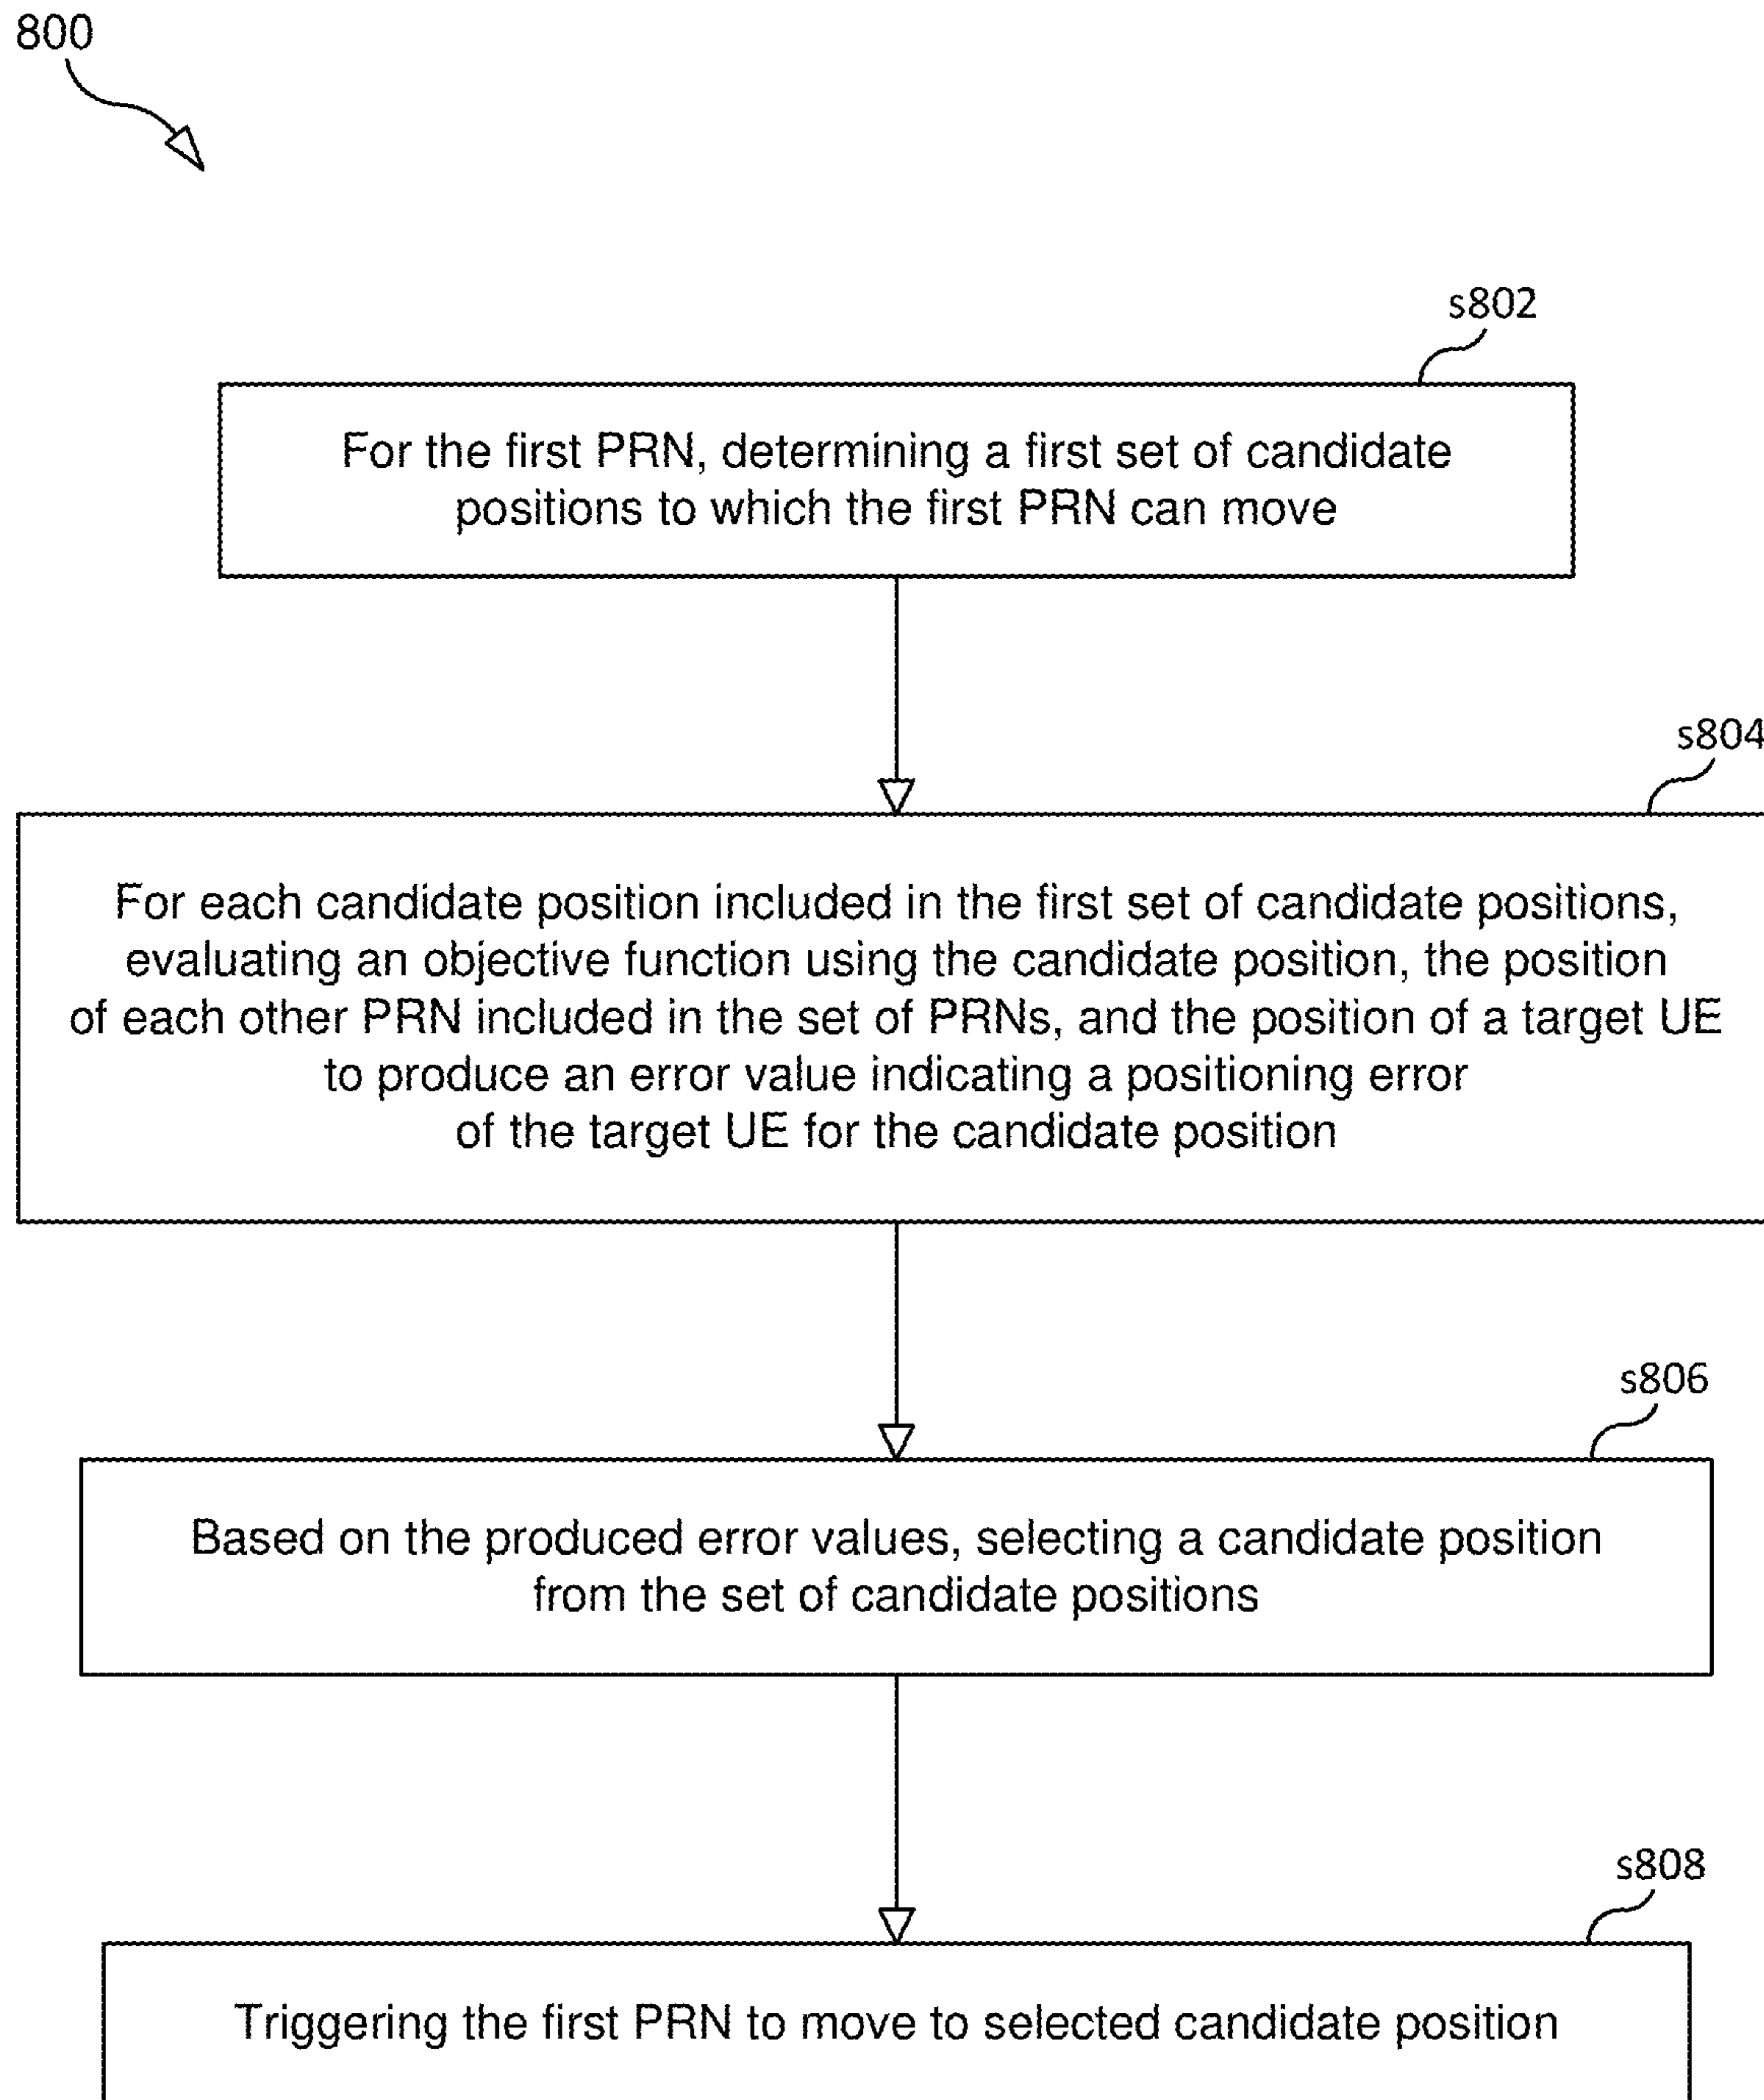 800
s802
For the first PRN, determining a first set of candidate
positions to which the first PRN can move
s804
For each candidate position included in the first set of candidate positions,
evaluating an objective function using the candidate position, the position
of each other PRN included in the set of PRNs, and the position of a target UE
to produce an error value indicating a positioning error
of the target UE for the candidate position
s806
Based on the produced error values, selecting a candidate position
from the set of candidate positions
s808
Triggering the first PRN to move to selected candidate position